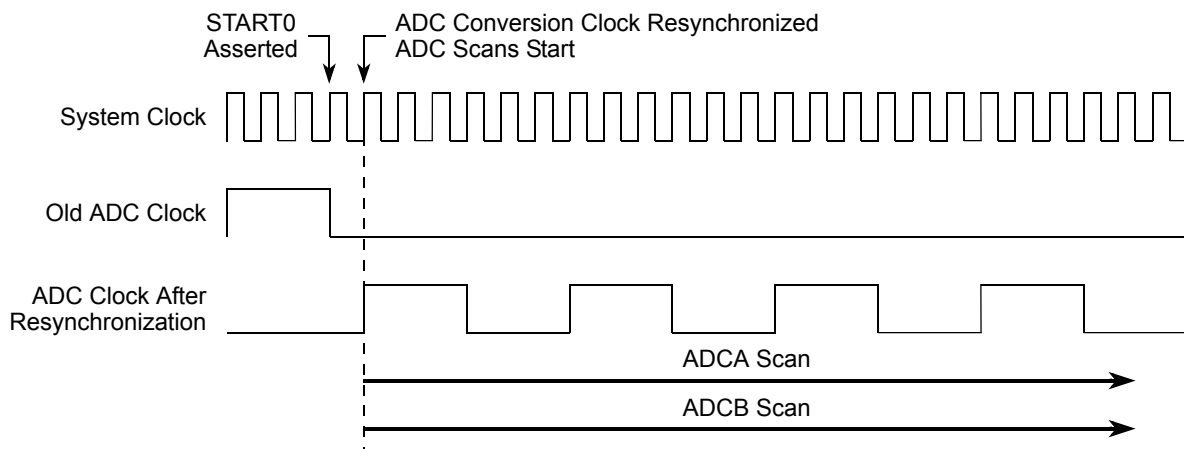 START0
Asserted
ADC Conversion Clock Resynchronized
ADC Scans Start
System Clock
Old ADC Clock
ADC Clock After
Resynchronization
ADCA Scan
ADCB Scan